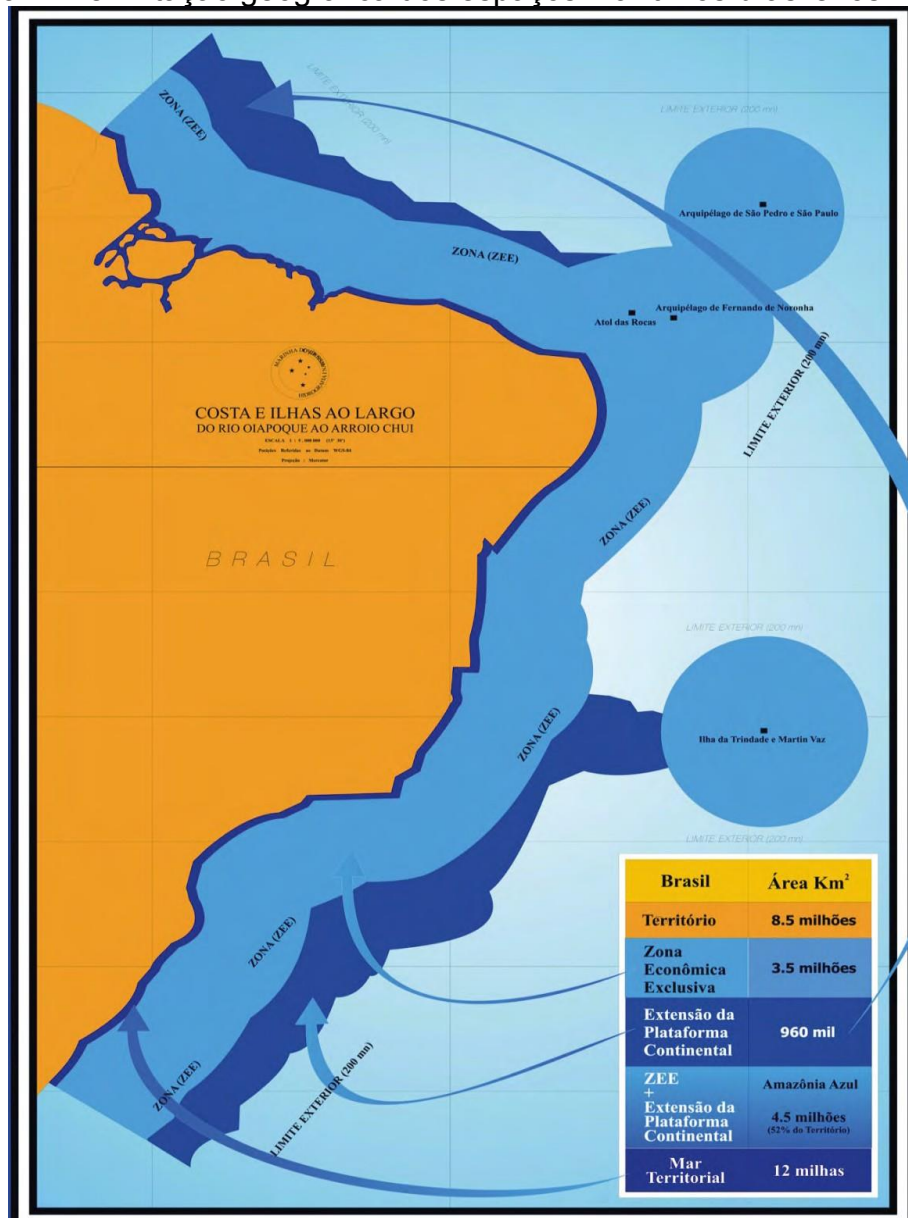 ZONA (ZEE)
LIMITE EXTERIOR (200 mn)
LIMITE EXTERIOR (200 mn)
Arquipélago de São Pedro e São Paulo
ZONA (ZEE)
Arquipélago de Fernando de Noronha
Atol das Rocas
LIMITE EXTERIOR (200 mn)
COSTA E ILHAS AO LARGO
DO RIO OIAPOQUE AO ARROIO CHUI
Projeção : Mercator
ZONA (ZEE)
BRASIL
LIMITE EXTERIOR (200 mn)
ZONA (ZEE)
Ilha da Trindade e Martin Vaz
LIMITE EXTERIOR (200 mn)
ZONA (ZEE)
ZONA (ZEE)
LIMITE EXTERIOR (200 mn)
Brasil Área Km²
Território 8.5 milhões
Zona
Econômica 3.5 milhões
Exclusiva
Extensão da
Plataforma 960 mil
Continental
ZEE Amazônia Azul
+
Extensão da 4.5 milhões
Plataforma (52% do Território)
Continental
Mar 12 milhas
Territorial